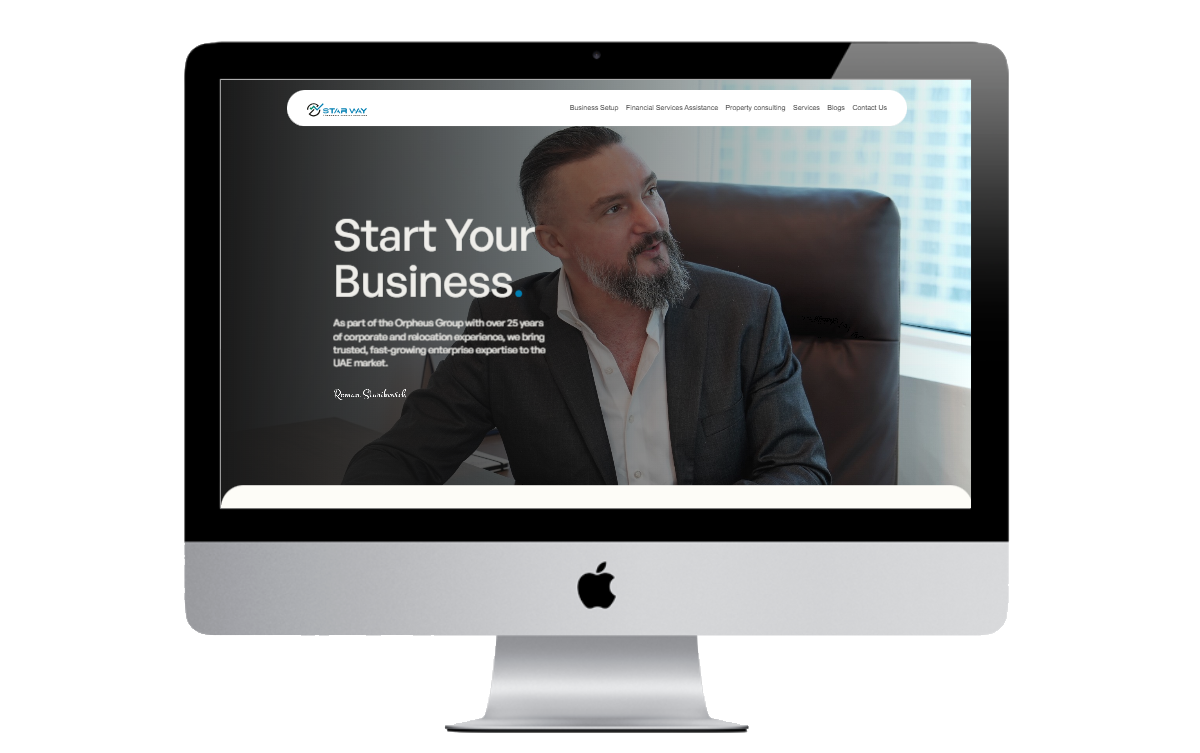 STAR WAY
Business Setup Financial Services Assistance Property consulting Services Blogs Contact Us
Start Your
Business.
As part of the Orpheus Group with over 25 years
of corporate and relocation experience, we bring
trusted, fast-growing enterprise expertise to the
UAE market.
Roman